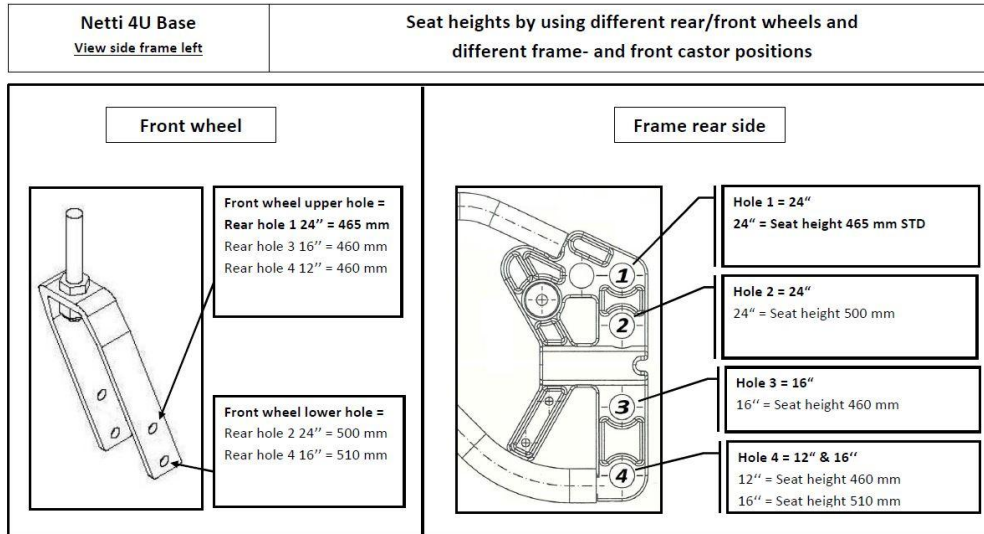 Netti 4U Base
View side frame left
Seat heights by using different rear/front wheels and
different frame- and front castor positions
Front wheel
Front wheel upper hole =
Rear hole 1 24’’ = 465 mm
Rear hole 3 16’’ = 460 mm
Rear hole 4 12’’ = 460 mm
Front wheel lower hole =
Rear hole 2 24’’ = 500 mm
Rear hole 4 16’’ = 510 mm
Frame rear side
1
2
3
4
Hole 1 = 24“
24“ = Seat height 465 mm STD
Hole 2 = 24“
24“ = Seat height 500 mm
Hole 3 = 16“
16“ = Seat height 460 mm
Hole 4 = 12“ & 16‘‘
12‘‘ = Seat height 460 mm
16‘‘ = Seat height 510 mm